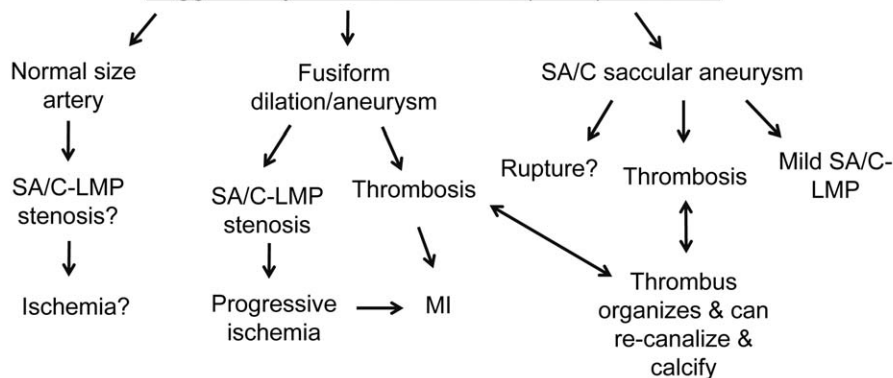 Normal size
artery
Fusiform
dilation/aneurysm
SA/C saccular aneurysm
SA/C-LMP
stenosis?
SA/C-LMP
stenosis
Thrombosis
Rupture?
Thrombosis
Mild SA/C-
LMP
Ischemia?
Progressive
ischemia
MI
Thrombus
organizes & can
re-canalize &
calcify